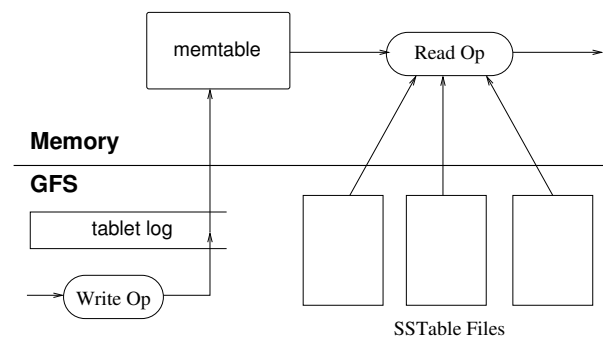 memtable
Read Op
Memory
GFS
tablet log
Write Op
SSTable Files